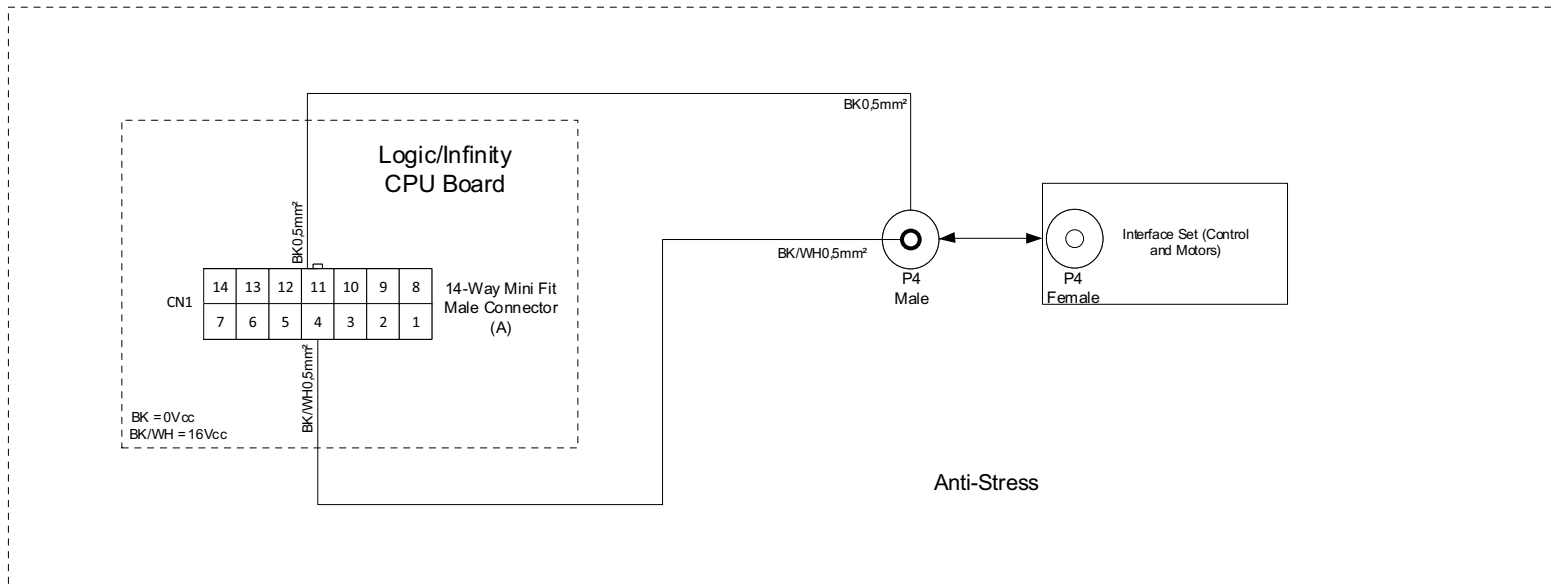 BK0,5mm²
Logic/Infinity
CPU Board
BK0,5mm²
BK/WH0,5mm²
P4
Male
Interface Set (Control
and Motors)
P4
Female
CN1
14 13 12 11 10 9 8
7 6 5 4 3 2 1
14-Way Mini Fit
Male Connector
(A)
BK/WH0,5mm²
BK = 0Vcc
BK/WH = 16Vcc
Anti-Stress